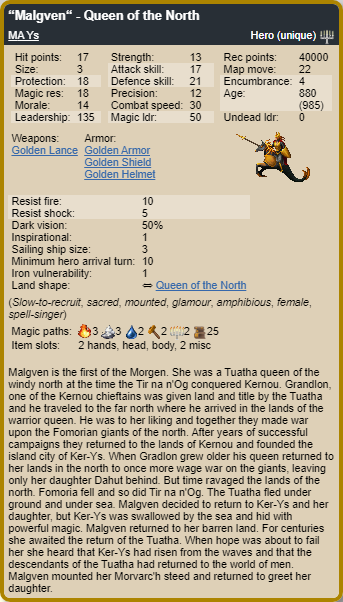 “Malgven“ - Queen of the North
MA Ys Hero (unique)
Hit points: 17 Strength: 13 Rec points: 40000
Size: 3 Attack skill: 17 Map move: 22
Protection: 18 Defence skill: 21 Encumbrance: 4
Magic res: 18 Precision: 12 Age: 880
Morale: 14 Combat speed: 30 (985)
Leadership: 135 Magic ldr: 50 Undead ldr: 0
Weapons: Armor:
Golden Lance Golden Armor
Golden Shield
Golden Helmet
Resist fire: 10
Resist shock: 5
Dark vision: 50%
Inspirational: 1
Sailing ship size: 3
Minimum hero arrival turn: 10
Iron vulnerability: 1
Land shape: ⇔ Queen of the North
(Slow-to-recruit, sacred, mounted, glamour, amphibious, female,
spell-singer)
Magic paths: 3 3 2 2 2 25
Item slots: 2 hands, head, body, 2 misc
Malgven is the first of the Morgen. She was a Tuatha queen of the
windy north at the time the Tir na n'Og conquered Kernou. Grandlon,
one of the Kernou chieftains was given land and title by the Tuatha
and he traveled to the far north where he arrived in the lands of the
warrior queen. He was to her liking and together they made war
upon the Fomorian giants of the north. After years of successful
campaigns they returned to the lands of Kernou and founded the
island city of Ker-Ys. When Gradlon grew older his queen returned to
her lands in the north to once more wage war on the giants, leaving
only her daughter Dahut behind. But time ravaged the lands of the
north. Fomoria fell and so did Tir na n'Og. The Tuatha fled under
ground and under sea. Malgven decided to return to Ker-Ys and her
daughter, but Ker-Ys was swallowed by the sea and hid with
powerful magic. Malgven returned to her barren land. For centuries
she awaited the return of the Tuatha. When hope was about to fail
her she heard that Ker-Ys had risen from the waves and that the
descendants of the Tuatha had returned to the world of men.
Malgven mounted her Morvarc'h steed and returned to greet her
daughter.